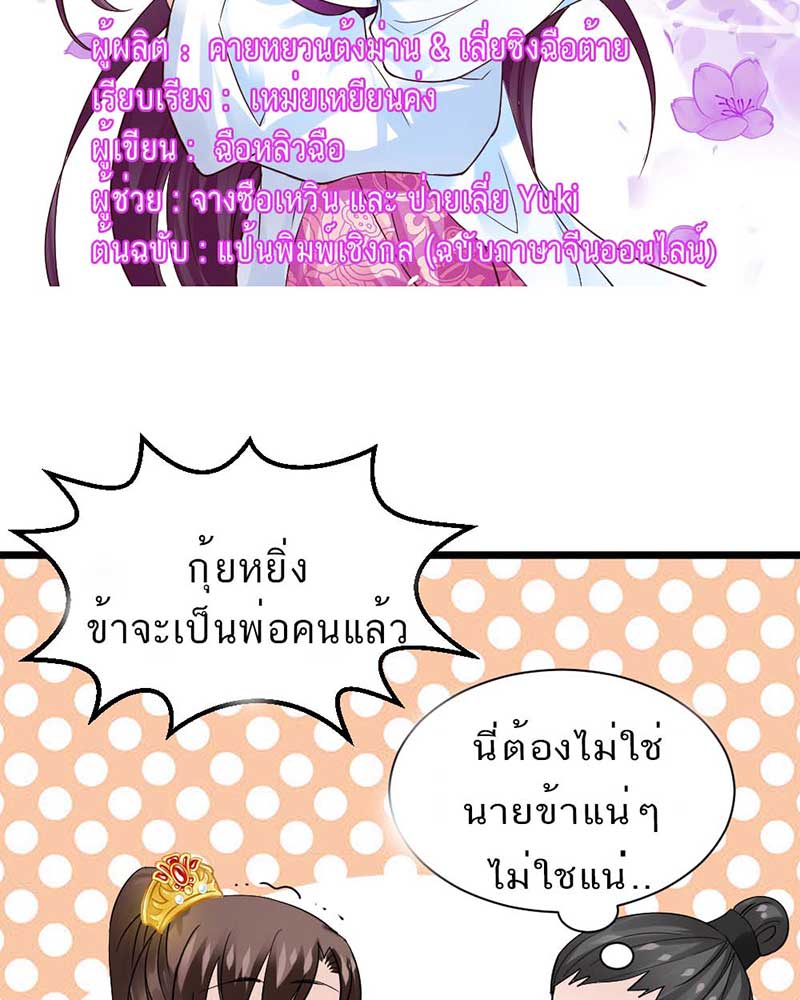 ผู้ผลิต : คายหยวนต้งม่าน & เลี่ยซิงฉือต้าย
เรียบเรียง : เหม่ยเหยียนค่ง
ผู้เขียน : ฉือหลิวฉือ
ผู้ช่วย : จางซือเหวิน และ ป่ายเลี่ย Yuki
ต้นฉบับ : แป้นพิมพ์เชิงกล (ฉบับภาษาจีนออนไลน์)
กุ้ยหยิ่ง
ข้าจะเป็นพ่อคนแล้ว
นี่ต้องไม่ใช่
นายข้าแน่ๆ
ไม่ใชแน่..